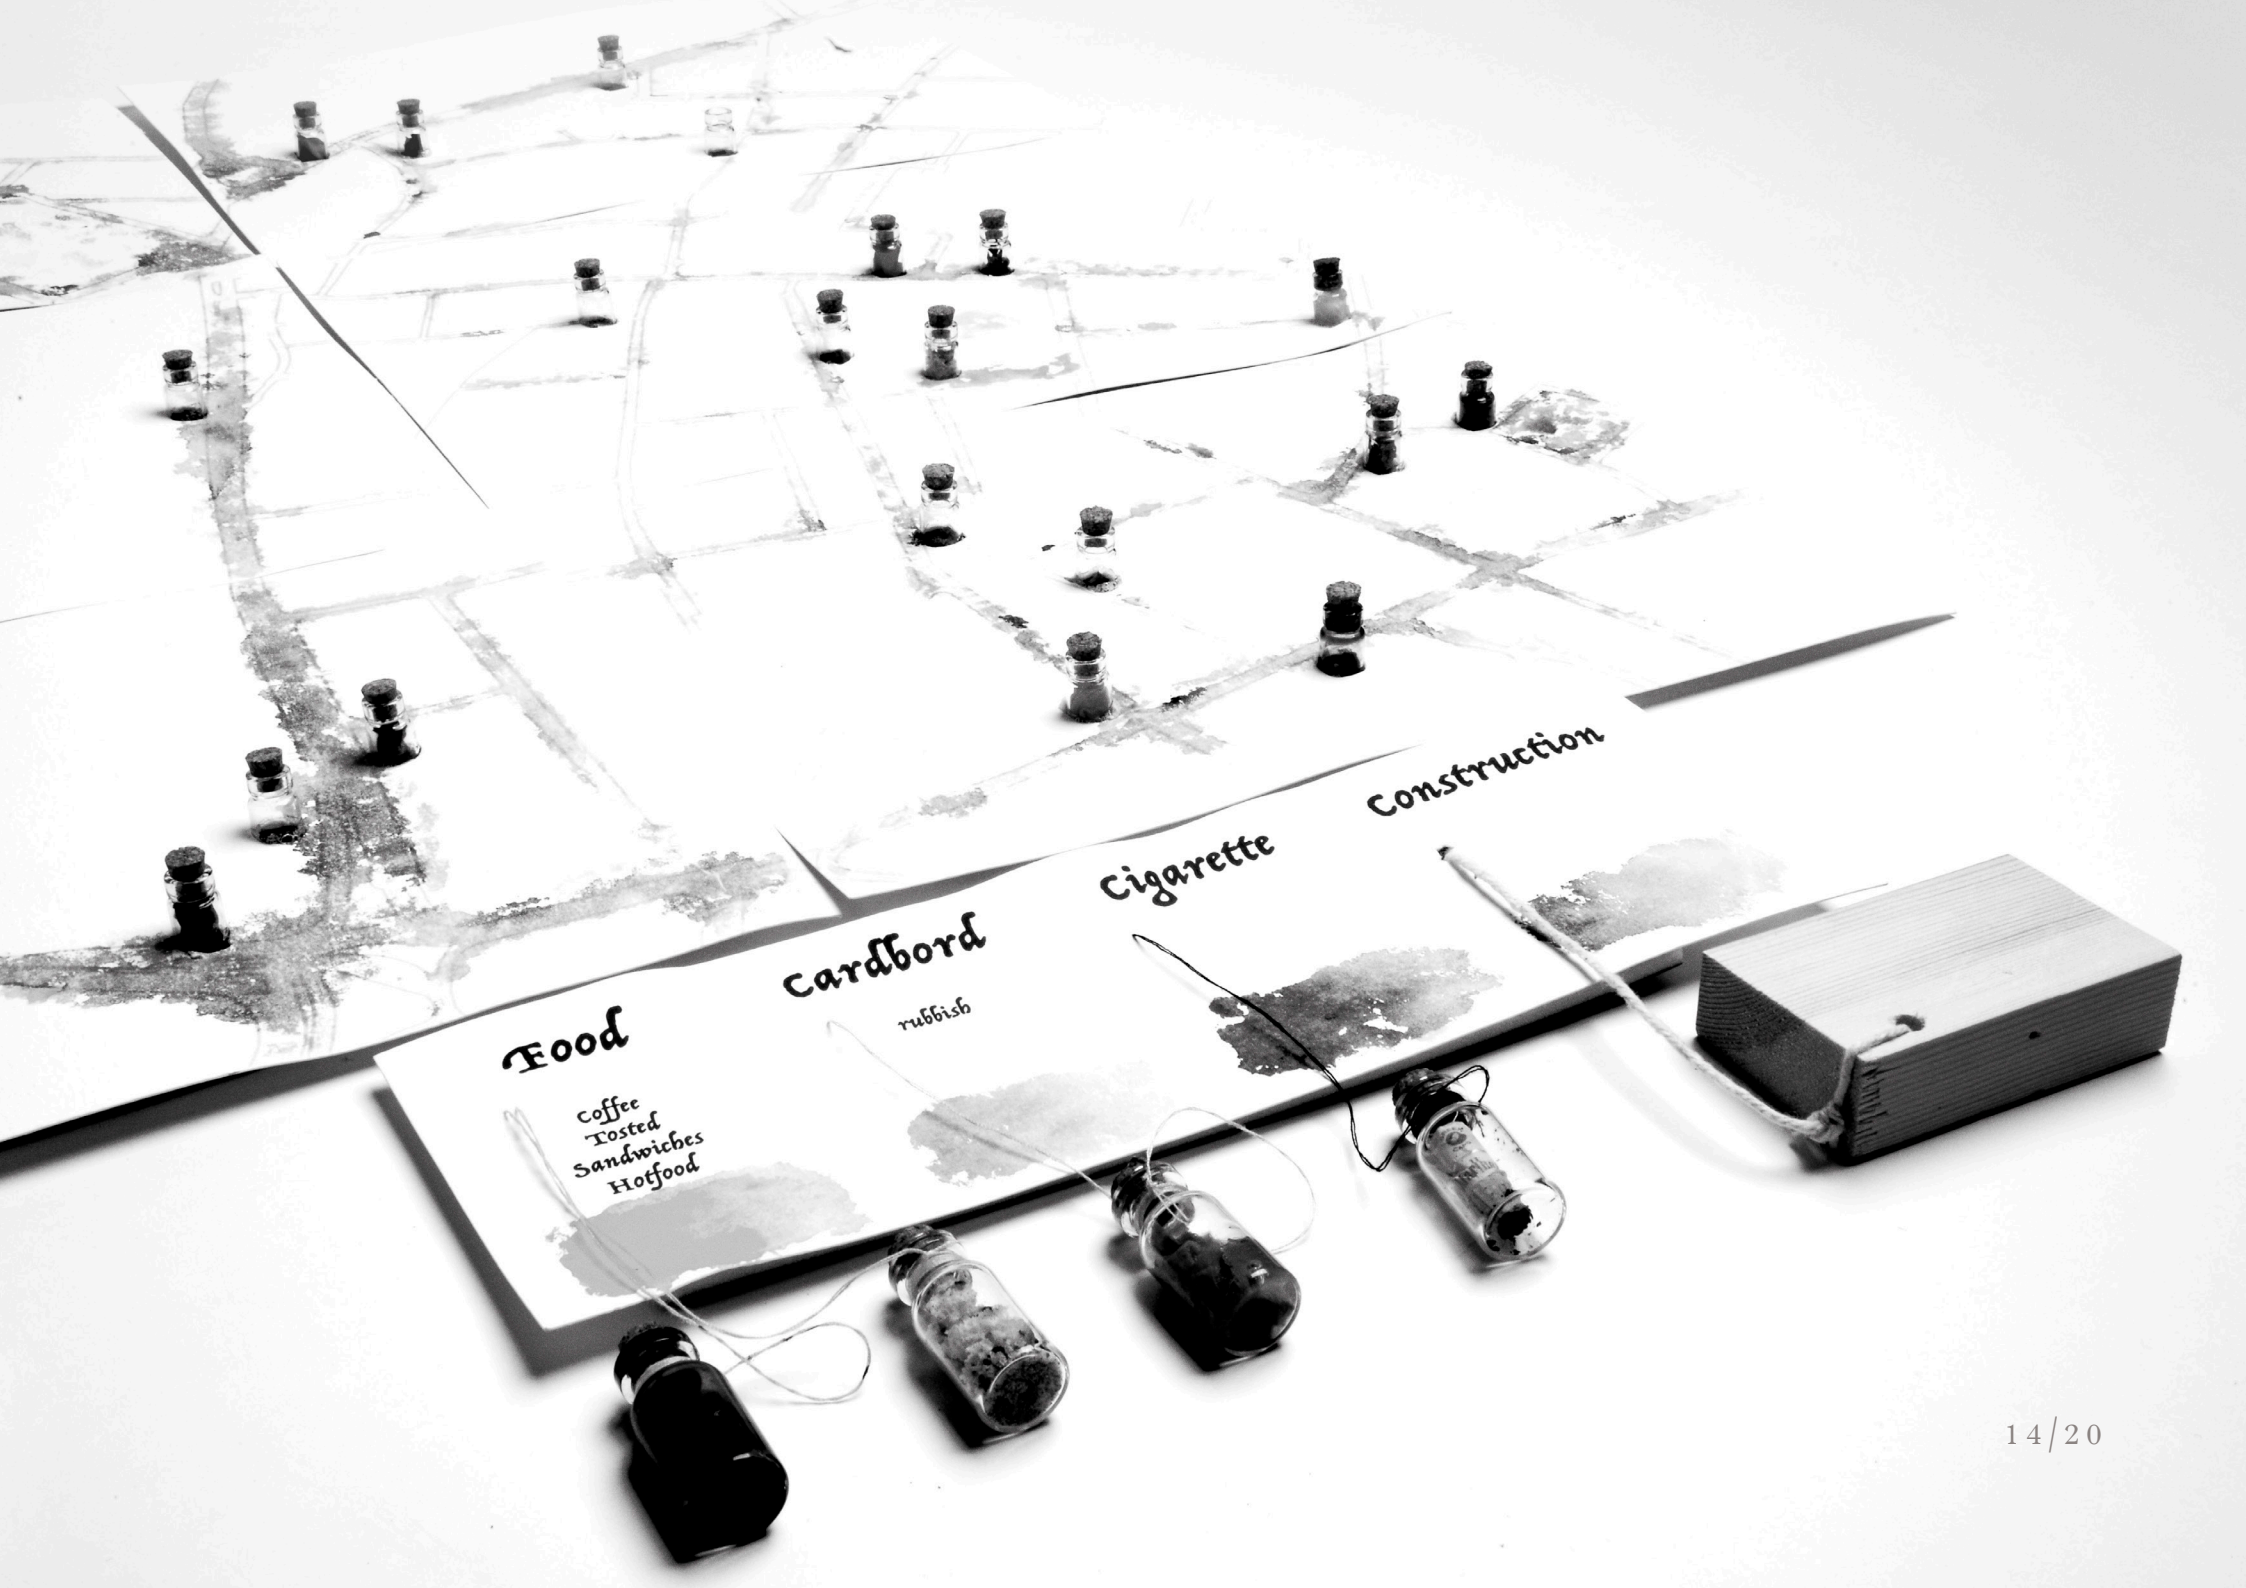 Food
Coffee
Tosted
Sandwiches
Hotfood
Cardbord
rubbish
Cigarette
Construction
14/20